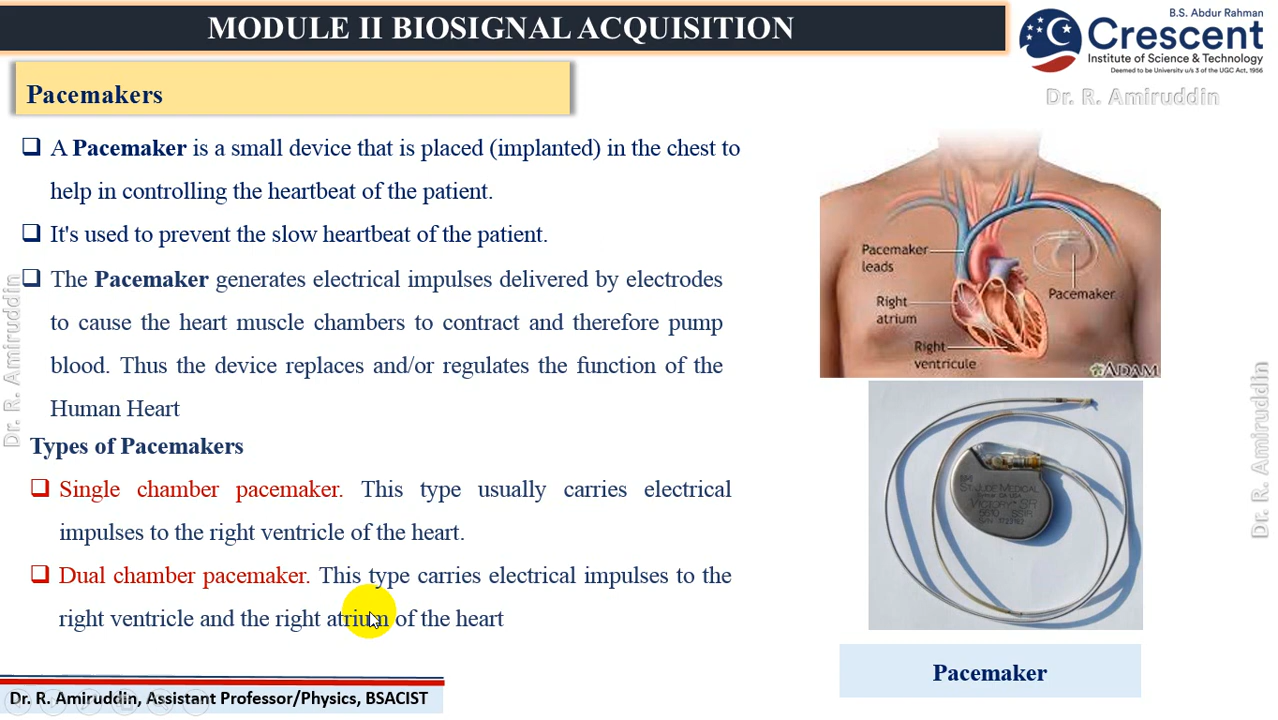 MODULE II BIOSIGNAL ACQUISITION
B.S. Abdur Rahman
Crescent
Institute of Science & Technology
Deemed to be University u/s 3 of the UGC Act, 1956
Dr. R. Amiruddin
Pacemakers
A Pacemaker is a small device that is placed (implanted) in the chest to
help in controlling the heartbeat of the patient.
It's used to prevent the slow heartbeat of the patient.
The Pacemaker generates electrical impulses delivered by electrodes
to cause the heart muscle chambers to contract and therefore pump
blood. Thus the device replaces and/or regulates the function of the
Human Heart
Types of Pacemakers
Single chamber pacemaker. This type usually carries electrical
impulses to the right ventricle of the heart.
Dual chamber pacemaker. This type carries electrical impulses to the
right ventricle and the right atrium of the heart
Pacemaker
leads
Right
atrium
Right
ventricule
Pacemaker
ADAM
ST. JUDE MEDICAL
VICTORY SR
5610 SSIR
Pacemaker
Dr. R. Amiruddin
Dr. R. Amiruddin
Dr. R. Amiruddin, Assistant Professor/Physics, BSACIST